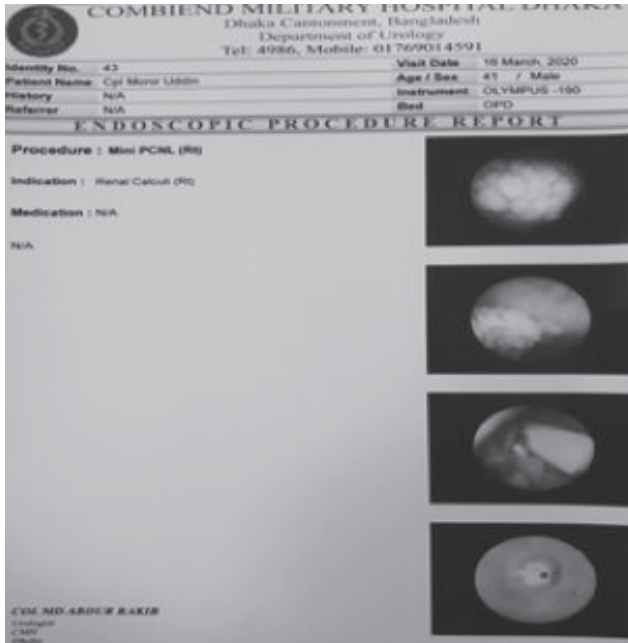 COMBIEND MILITARY HOSPITAL DHAKA
Dhaka Cantonment, Bangladesh
Department of Urology
Tel: 4986, Mobile: 01769014591
Identity No. 43 Visit Date 16 March, 2020
Patient Name Cpl Monir Uddin Age / Sex 41 / Male
History N/A Instrument OLYMPUS -190
Referrer N/A Bed OPD
ENDOSCOPIC PROCEDURE REPORT
Procedure : Mini PCNL (Rt)
Indication : Renal Calculi (Rt)
Medication : N/A
N/A
COL MD ABDUR RAKIB
Urologist
CMH
Dhaka